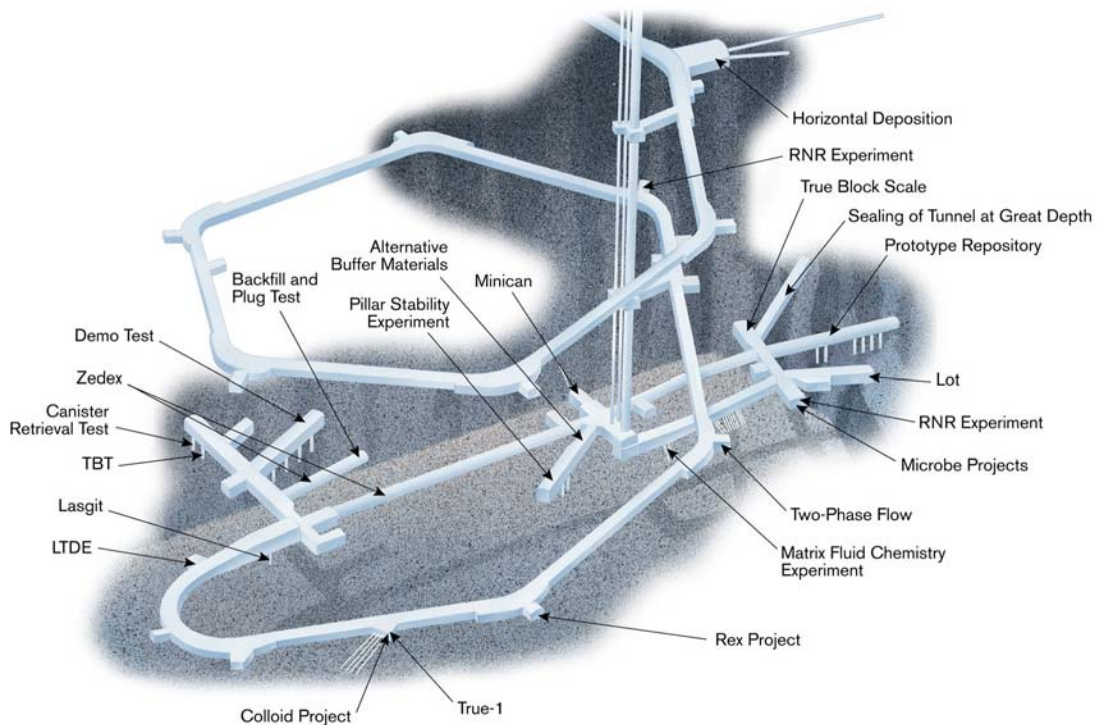 Horizontal Deposition
RNR Experiment
True Block Scale
Sealing of Tunnel at Great Depth
Prototype Repository
Alternative
Buffer Materials
Minican
Backfill and
Plug Test
Pillar Stability
Experiment
Demo Test
Zedex
Canister
Retrieval Test
TBT
Lasgit
LTDE
Lot
RNR Experiment
Microbe Projects
Two-Phase Flow
Matrix Fluid Chemistry
Experiment
Rex Project
True-1
Colloid Project